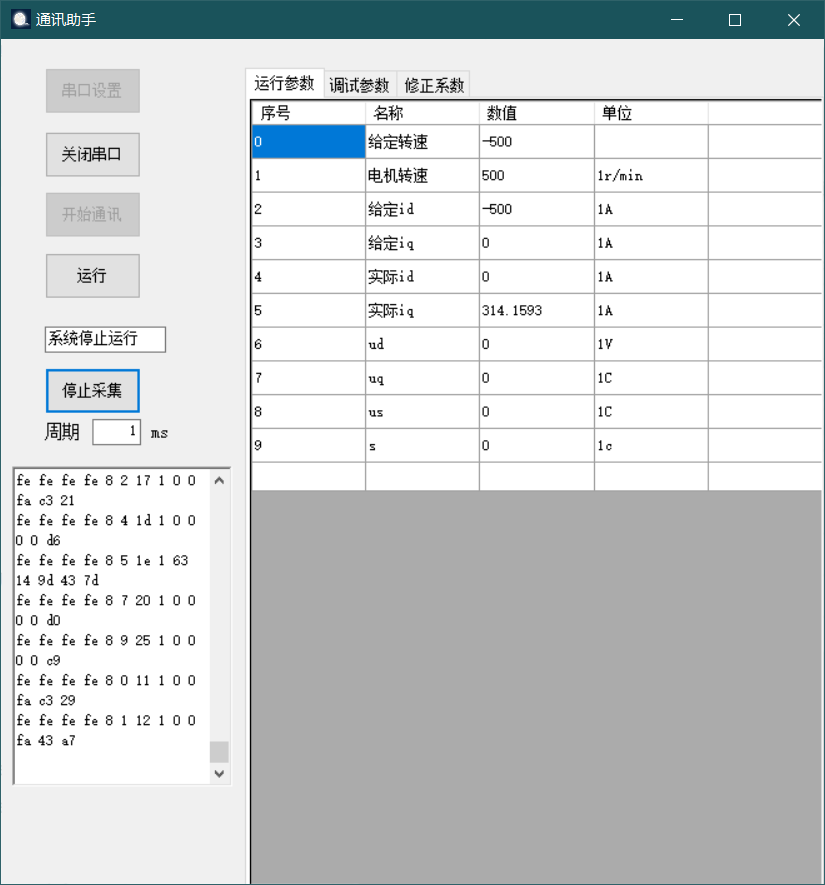 通讯助手
串口设置
关闭串口
开始通讯
运行
系统停止运行
停止采集
周期 1 ms
fe fe fe fe 8 2 17 1 0 0
fa c3 21
fe fe fe fe 8 4 1d 1 0 0
0 0 d6
fe fe fe fe 8 5 1e 1 63
14 9d 43 7d
fe fe fe fe 8 7 20 1 0 0
0 0 d0
fe fe fe fe 8 9 25 1 0 0
0 0 c9
fe fe fe fe 8 0 11 1 0 0
fa c3 29
fe fe fe fe 8 1 12 1 0 0
fa 43 a7
运行参数 调试参数 修正系数
序号 名称 数值 单位
0 给定转速 -500
1 电机转速 500 1r/min
2 给定id -500 1A
3 给定iq 0 1A
4 实际id 0 1A
5 实际iq 314.1593 1A
6 ud 0 1V
7 uq 0 1C
8 us 0 1C
9 s 0 1c